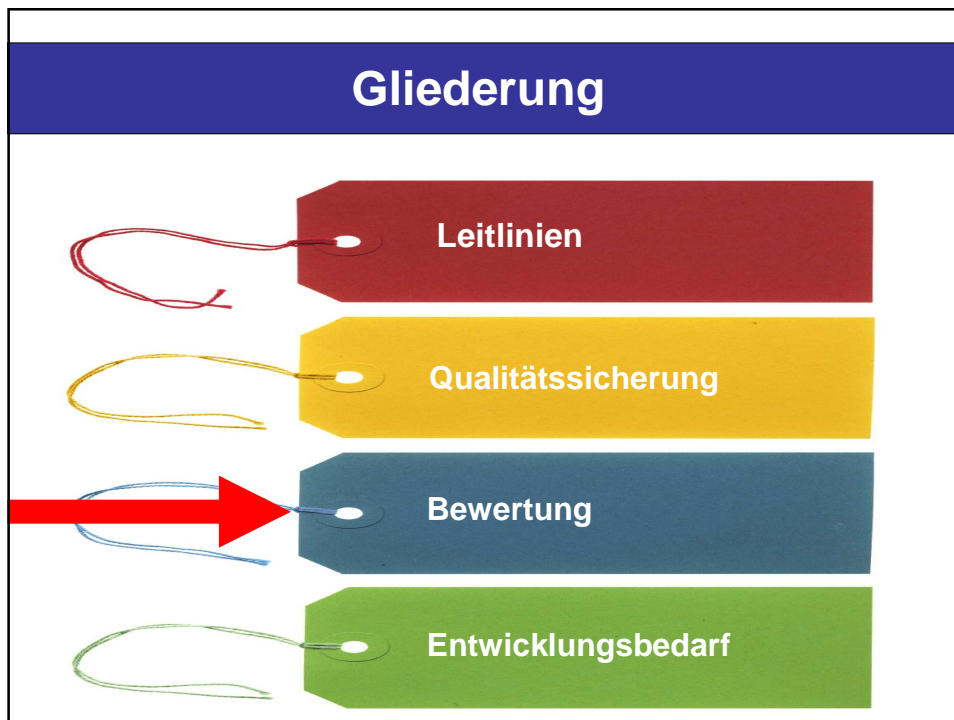 Gliederung
Leitlinien
Qualitätssicherung
Bewertung
Entwicklungsbedarf